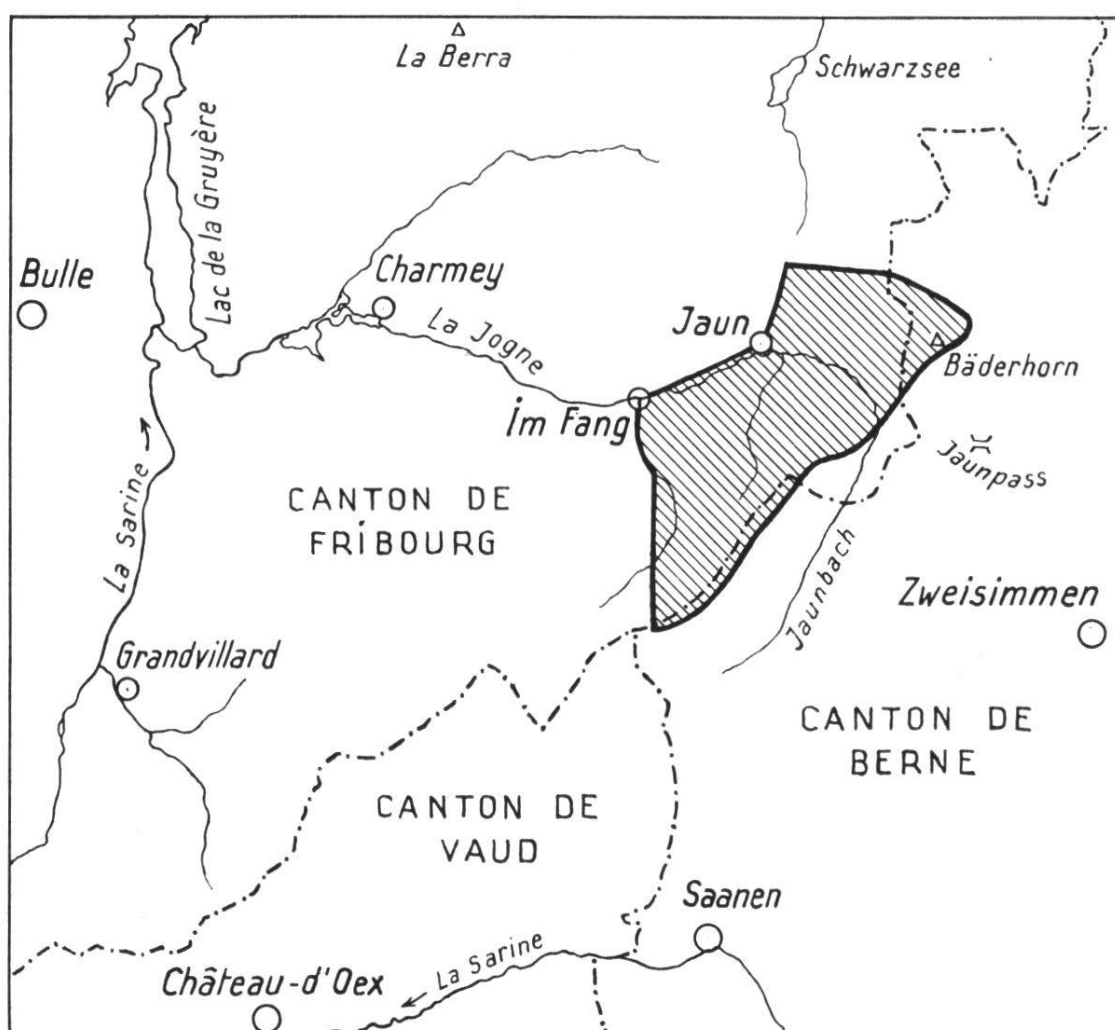 La Berra
Schwarzsee
Lac de la Gruyère
Bulle
Charmey
La Jogne
Jaun
Bäderhorn
Im Fang
Jaunpass
La Sarine
CANTON DE
FRIBOURG
Jaunbach
Zweisimmen
Grandvillard
CANTON DE
BERNE
CANTON DE
VAUD
Saanen
La Sarine
Château-d'Oex